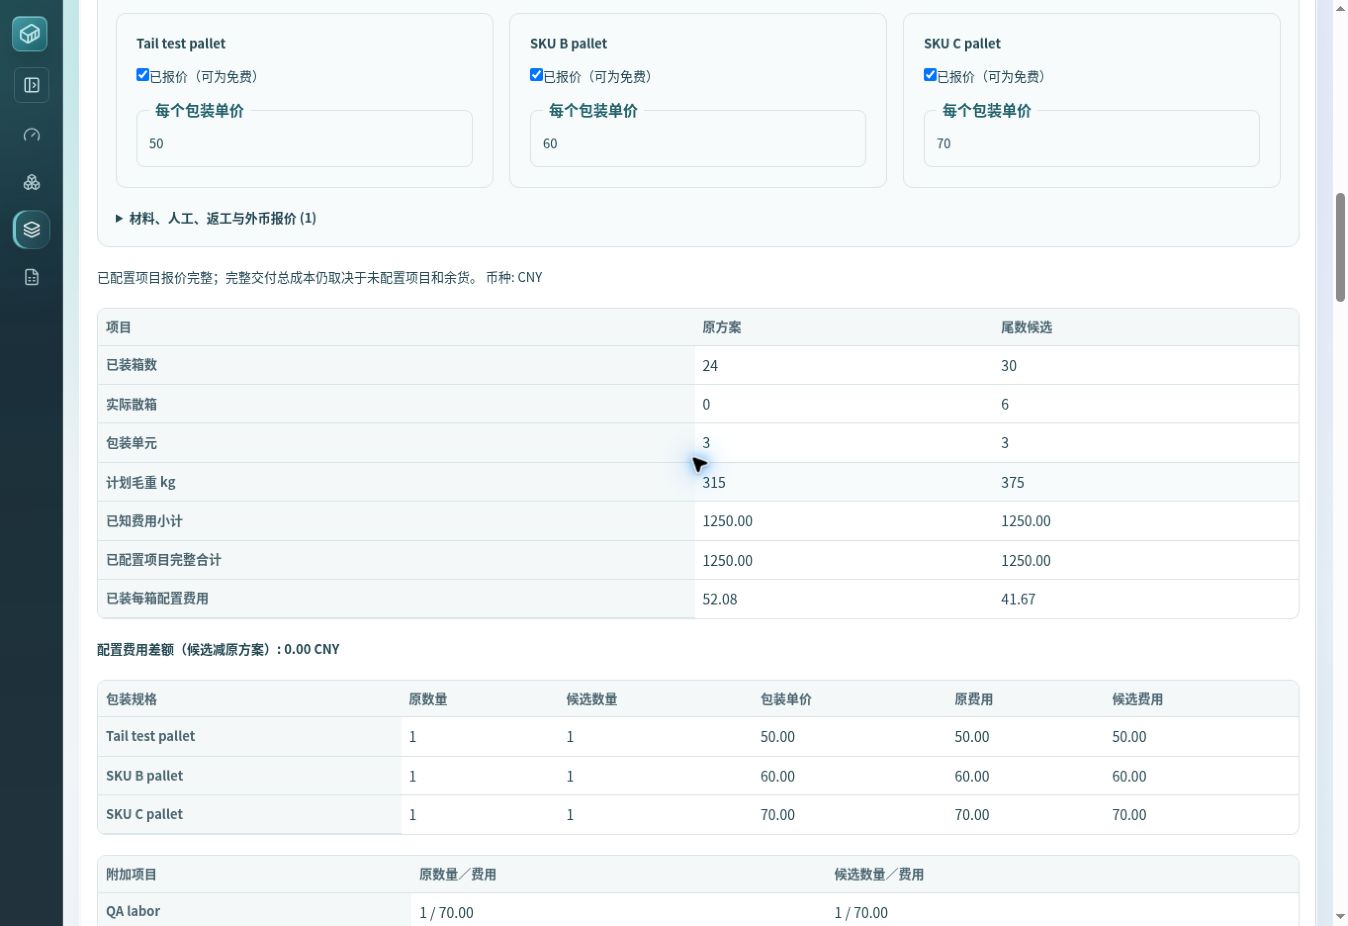 Tail test pallet
SKU B pallet
SKU C pallet
已报价（可为免费）
已报价（可为免费）
已报价（可为免费）
每个包装单价
每个包装单价
每个包装单价
50
60
70
材料、人工、返工与外币报价 (1)
已配置项目报价完整；完整交付总成本仍取决于未配置项目和余货。 币种: CNY
项目 原方案 尾数候选
已装箱数 24 30
实际散箱 0 6
包装单元 3 3
计划毛重 kg 315 375
已知费用小计 1250.00 1250.00
已配置项目完整合计 1250.00 1250.00
已装每箱配置费用 52.08 41.67
配置费用差额（候选减原方案）: 0.00 CNY
包装规格 原数量 候选数量 包装单价 原费用 候选费用
Tail test pallet 1 1 50.00 50.00 50.00
SKU B pallet 1 1 60.00 60.00 60.00
SKU C pallet 1 1 70.00 70.00 70.00
附加项目 原数量／费用 候选数量／费用
QA labor 1 / 70.00 1 / 70.00